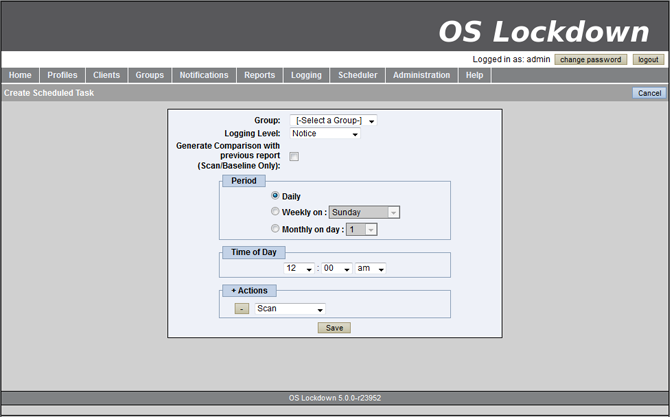 OS Lockdown
Logged in as: admin change password logout
Home Profiles Clients Groups Notifications Reports Logging Scheduler Administration Help
Create Scheduled Task Cancel
Group: [-Select a Group-]
Logging Level: Notice
Generate Comparison with
previous report
(Scan/Baseline Only):
Period
Daily
Weekly on : Sunday
Monthly on day : 1
Time of Day
12 : 00 am
+ Actions
- Scan
Save
OS Lockdown 5.0.0-r23952